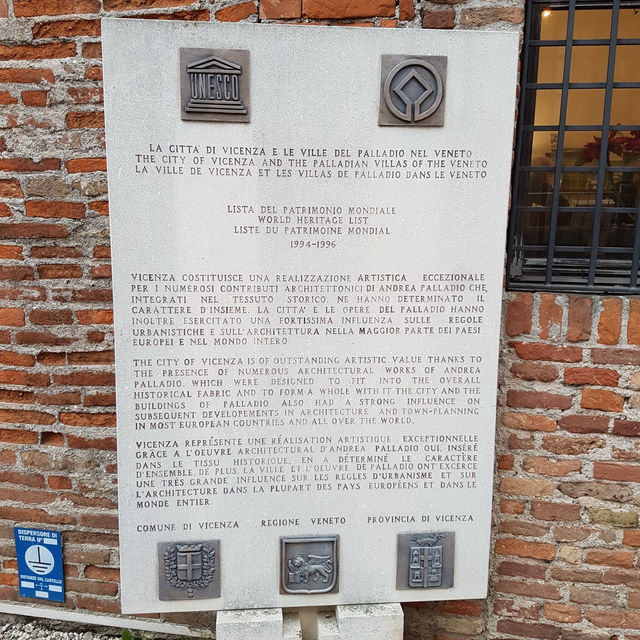 UNESCO
LA CITTA' DI VICENZA E LE VILLE DEL PALLADIO NEL VENETO
THE CITY OF VICENZA AND THE PALLADIAN VILLAS OF THE VENETO
LA VILLE DE VICENZA ET LES VILLAS DE PALLADIO DANS LE VENETO
LISTA DEL PATRIMONIO MONDIALE
WORLD HERITAGE LIST
LISTE DU PATRIMOINE MONDIAL
1994-1996
VICENZA COSTITUISCE UNA REALIZZAZIONE ARTISTICA ECCEZIONALE
PER I NUMEROSI CONTRIBUTI ARCHITETTONICI DI ANDREA PALLADIO CHE,
INTEGRATI NEL TESSUTO STORICO, NE HANNO DETERMINATO IL
CARATTERE D'INSIEME. LA CITTA' E LE OPERE DEL PALLADIO HANNO
INOLTRE ESERCITATO UNA FORTISSIMA INFLUENZA SULLE REGOLE
URBANISTICHE E SULL'ARCHITETTURA NELLA MAGGIOR PARTE DEI PAESI
EUROPEI E NEL MONDO INTERO.
THE CITY OF VICENZA IS OF OUTSTANDING ARTISTIC VALUE THANKS TO
THE PRESENCE OF NUMEROUS ARCHITECTURAL WORKS OF ANDREA
PALLADIO, WHICH WERE DESIGNED TO FIT INTO THE OVERALL
HISTORICAL FABRIC AND TO FORM A WHOLE WITH IT. THE CITY AND THE
BUILDINGS OF PALLADIO ALSO HAD A STRONG INFLUENCE ON
SUBSEQUENT DEVELOPEMENTS IN ARCHITECTURE AND TOWN-PLANNING
IN MOST EUROPEAN COUNTRIES AND ALL OVER THE WORLD.
VICENZA REPRÉSENTE UNE RÉALISATION ARTISTIQUE EXCEPTIONNELLE
GRÂCE A L'OEUVRE ARCHITECTURAL D'ANDREA PALLADIO QUI, INSÉRÉ
DANS LE TISSU HISTORIQUE, EN A DÉTERMINÉ LE CARACTÈRE
D'ENSEMBLE DE PLUS LA VILLE ET L'OEUVRE DE PALLADIO ONT EXCERCE
UNE TRÈS GRANDE INFLUENCE SUR LES REGLES D'URBANISME ET SUR
L'ARCHITECTURE DANS LA PLUPART DES PAYS EUROPÉENS ET DANS LE
MONDE ENTIER.
COMUNE DI VICENZA REGIONE VENETO PROVINCIA DI VICENZA
DISPERSORE DI
TERRA N°
NON RIMUOVERE
QUESTO CARTELLO